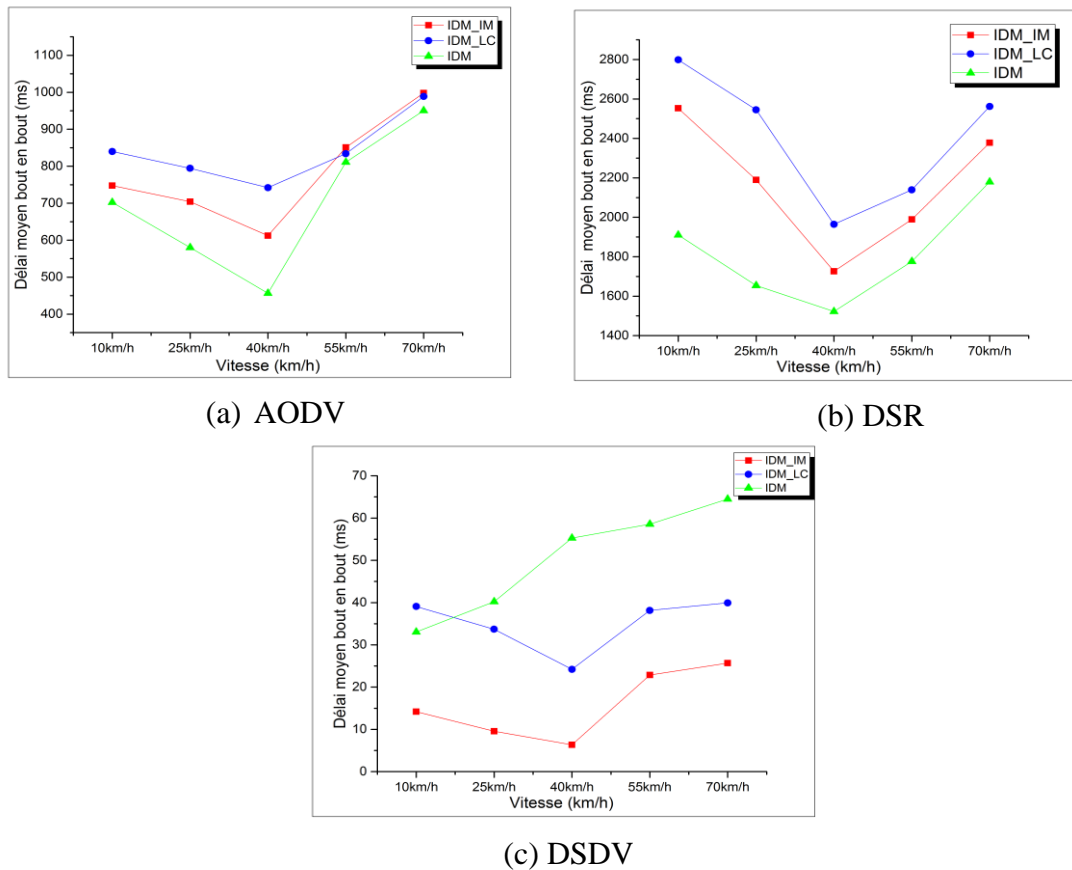 IDM_IM
IDM_LC
IDM
Délai moyen bout en bout (ms)
1100
1000
900
800
700
600
500
400
10km/h 25km/h 40km/h 55km/h 70km/h
Vitesse (km/h)
(a) AODV
IDM_IM
IDM_LC
IDM
Délai moyen bout en bout (ms)
2800
2600
2400
2200
2000
1800
1600
1400
10km/h 25km/h 40km/h 55km/h 70km/h
Vitesse (km/h)
(b) DSR
IDM_IM
IDM_LC
IDM
Délai moyen bout en bout (ms)
70
60
50
40
30
20
10
0
10km/h 25km/h 40km/h 55km/h 70km/h
Vitesse (km/h)
(c) DSDV